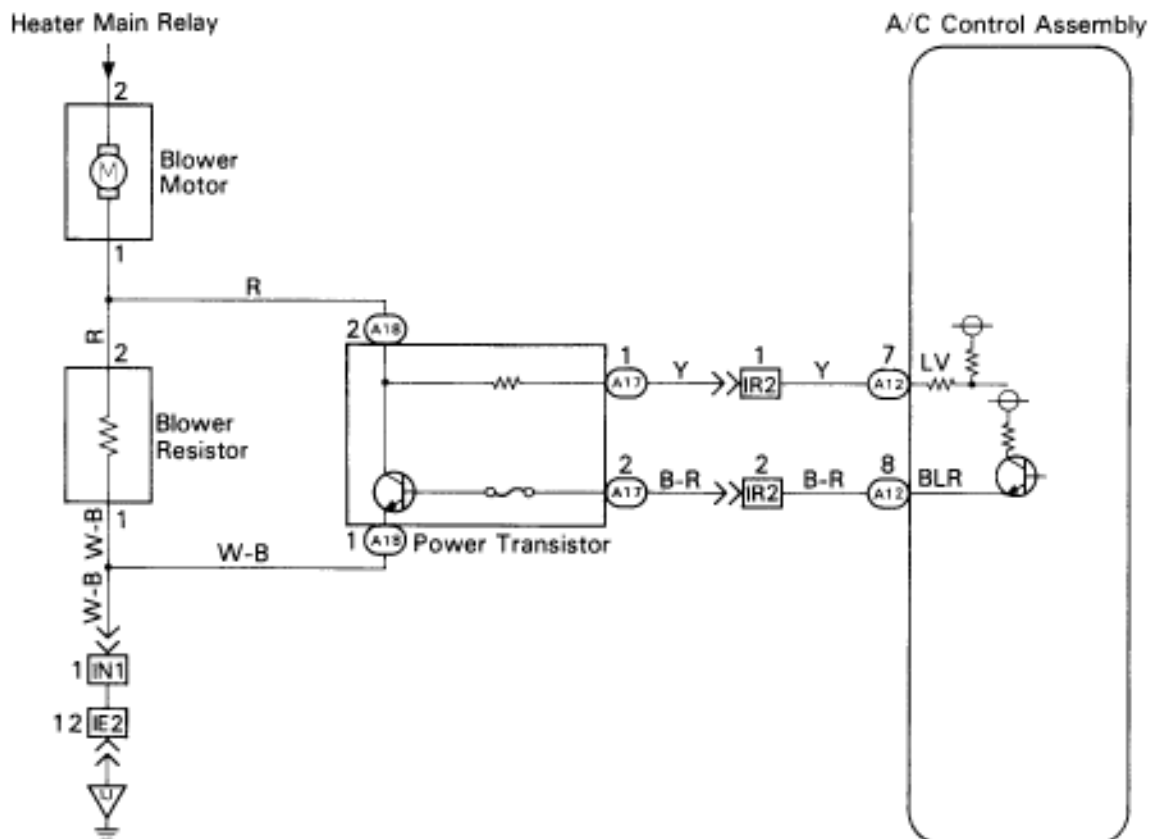 Heater Main Relay
A/C Control Assembly
2
M
Blower
Motor
1
R
R
2
2 A18
1
A17
Y
1
IR2
Y
7
A12
LV
Blower
Resistor
2
A17
B-R
2
IR2
B-R
8
A12
BLR
1
1 A18
Power Transistor
W-B
W-B
W-B
1 IN1
12 IE2